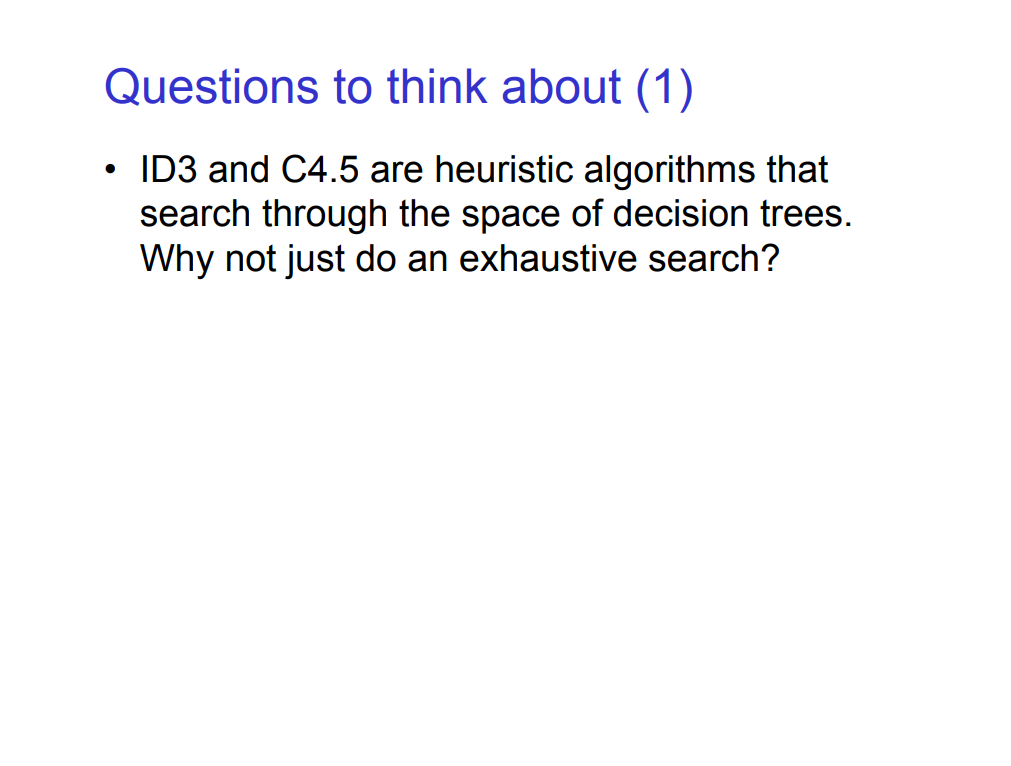 Questions to think about (1)
• ID3 and C4.5 are heuristic algorithms that
search through the space of decision trees.
Why not just do an exhaustive search?